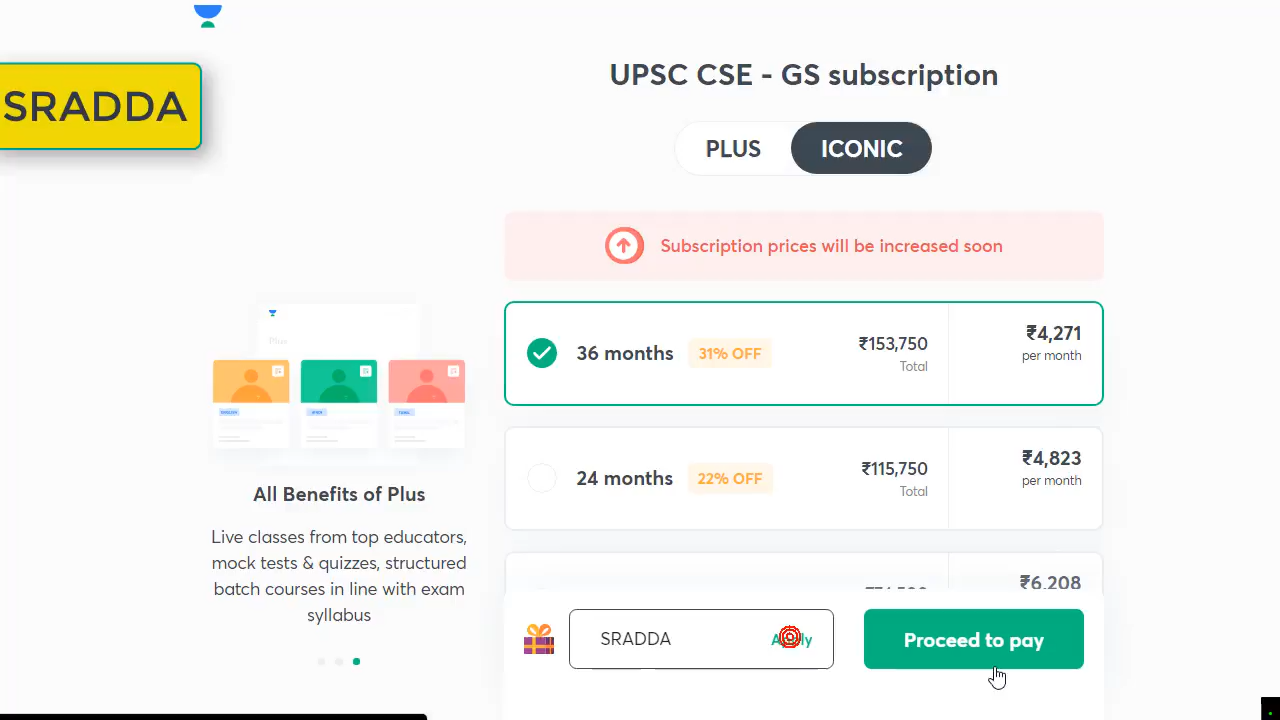 SRADDA
UPSC CSE - GS subscription
PLUS
ICONIC
Subscription prices will be increased soon
36 months
31% OFF
₹153,750
Total
₹4,271
per month
24 months
22% OFF
₹115,750
Total
₹4,823
per month
₹6,208
All Benefits of Plus
Live classes from top educators,
mock tests & quizzes, structured
batch courses in line with exam
syllabus
SRADDA
Apply
Proceed to pay